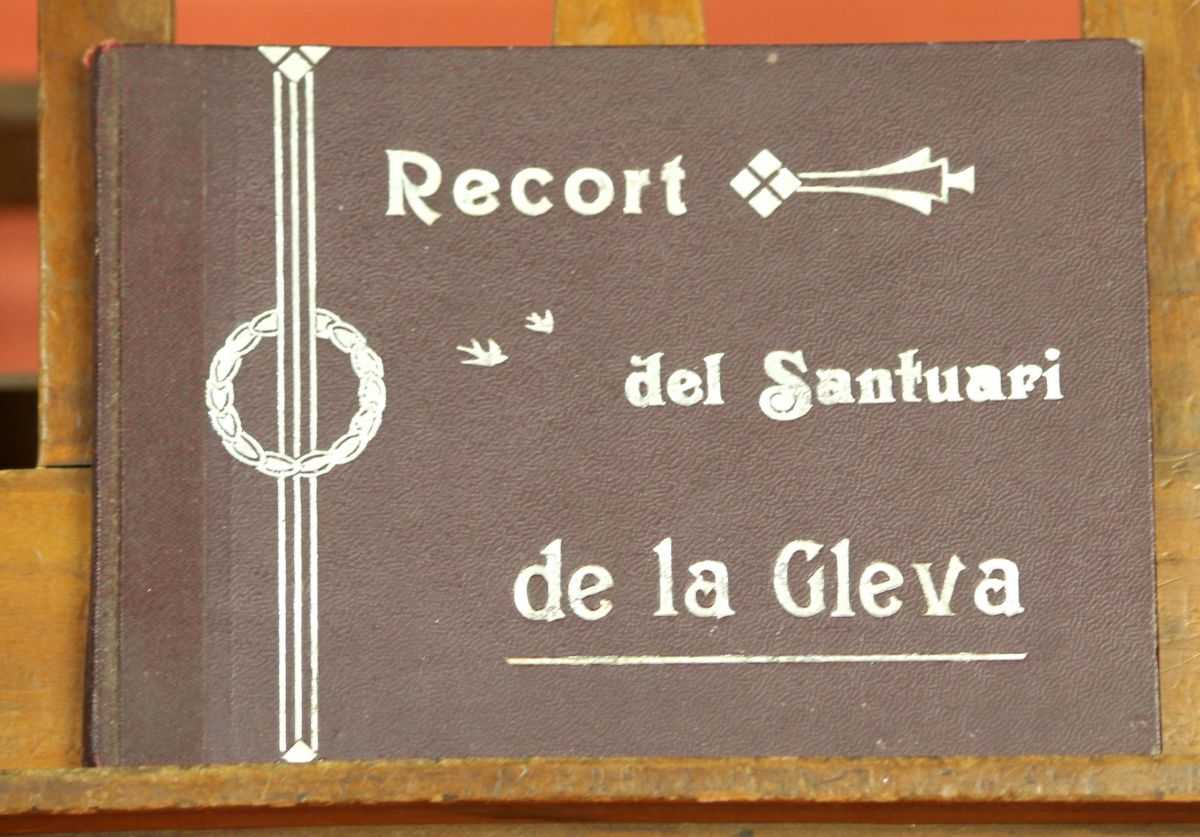 Recort
del Santuari
de la Gleva